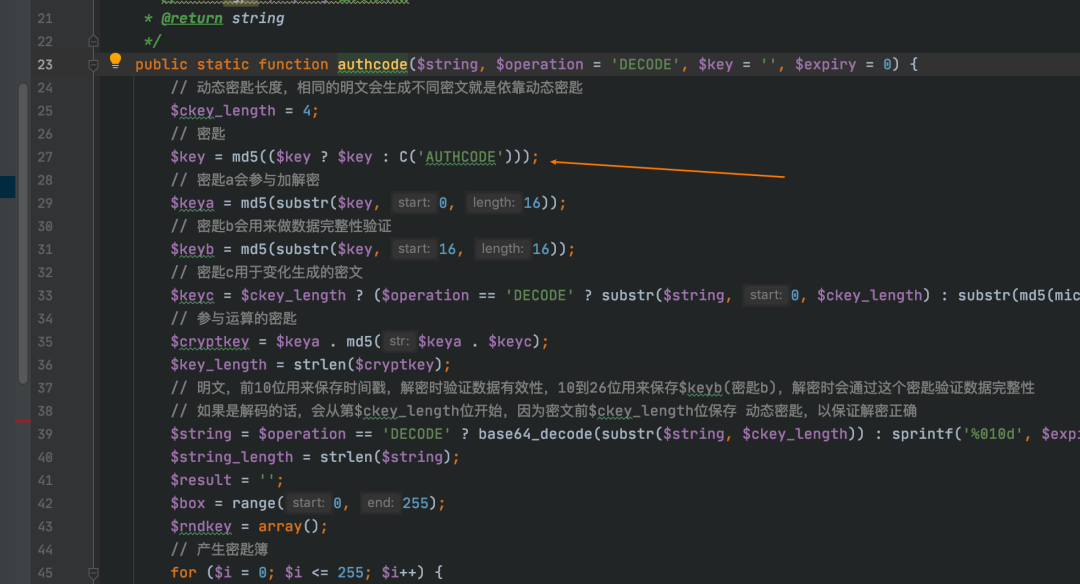 21 * @return string
22 */
23 public static function authcode($string, $operation = 'DECODE', $key = '', $expiry = 0) {
24 // 动态密匙长度，相同的明文会生成不同密文就是依靠动态密匙
25 $ckey_length = 4;
26 // 密匙
27 $key = md5(($key ? $key : C('AUTHCODE')));
28 // 密匙a会参与加解密
29 $keya = md5(substr($key, start: 0, length: 16));
30 // 密匙b会用来做数据完整性验证
31 $keyb = md5(substr($key, start: 16, length: 16));
32 // 密匙c用于变化生成的密文
33 $keyc = $ckey_length ? ($operation == 'DECODE' ? substr($string, start: 0, $ckey_length) : substr(md5(mic
34 // 参与运算的密匙
35 $cryptkey = $keya . md5( str: $keya . $keyc);
36 $key_length = strlen($cryptkey);
37 // 明文，前10位用来保存时间戳，解密时验证数据有效性，10到26位用来保存$keyb(密匙b)，解密时会通过这个密匙验证数据完整性
38 // 如果是解码的话，会从第$ckey_length位开始，因为密文前$ckey_length位保存 动态密匙，以保证解密正确
39 $string = $operation == 'DECODE' ? base64_decode(substr($string, $ckey_length)) : sprintf('%010d', $expi
40 $string_length = strlen($string);
41 $result = '';
42 $box = range( start: 0, end: 255);
43 $rndkey = array();
44 // 产生密匙簿
45 for ($i = 0; $i <= 255; $i++) {